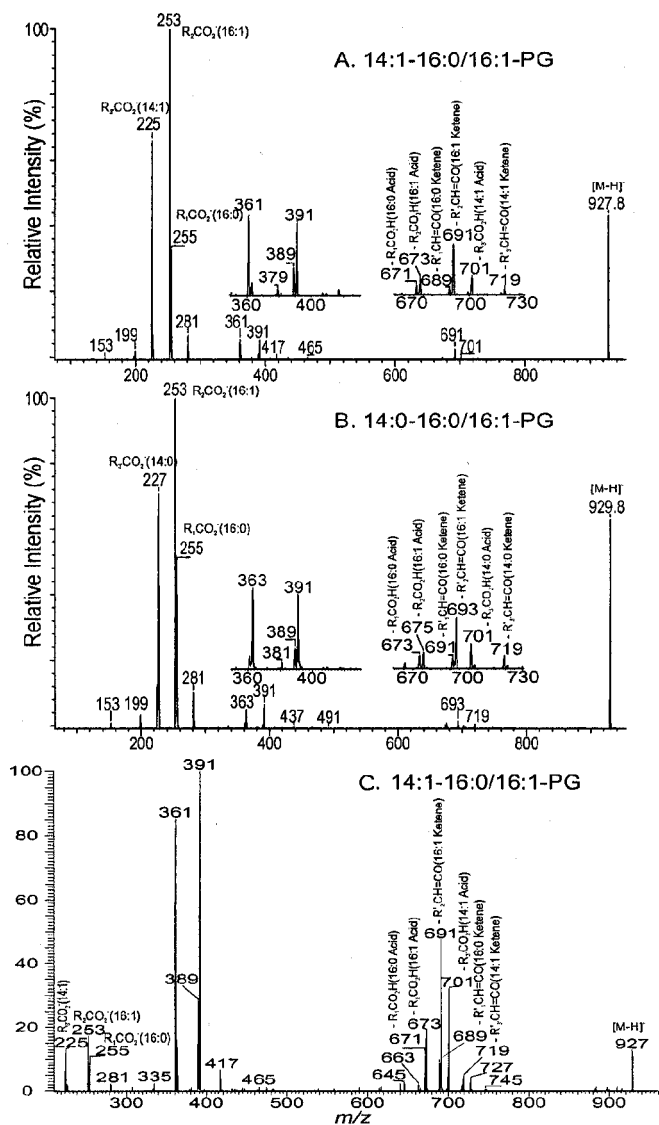 A. 14:1-16:0/16:1-PG
Relative Intensity (%)
100
253 R₂CO₂⁻(16:1)
R₃CO₂⁻(14:1)
225
R₁CO₂⁻(16:0)
255
281
199
153
361
391
417
465
361
391
389
379
360 400
- R₁CO₂H(16:0 Acid)
- R₂CO₂H(16:1 Acid)
- R'₁CH=CO(16:0 Ketene)
- R'₂CH=CO(16:1 Ketene)
- R₃CO₂H(14:1 Acid)
- R'₃CH=CO(14:1 Ketene)
671 673 689 691 701 719
670 700 730
691
701
[M-H]⁻
927.8
0
200 400 600 800
B. 14:0-16:0/16:1-PG
Relative Intensity (%)
100
253 R₂CO₂⁻(16:1)
R₃CO₂⁻(14:0)
227
R₁CO₂⁻(16:0)
255
281
199
153
363
391
437
491
363
391
389
381
360 400
- R₁CO₂H(16:0 Acid)
- R₂CO₂H(16:1 Acid)
- R'₁CH=CO(16:0 Ketene)
- R'₂CH=CO(16:1 Ketene)
- R₃CO₂H(14:0 Acid)
- R'₃CH=CO(14:0 Ketene)
673 675 691 693 701 719
670 700 730
693
719
[M-H]⁻
929.8
0
200 400 600 800
C. 14:1-16:0/16:1-PG
100
80
60
40
20
0
391
361
389
R₃CO₂⁻(14:1)
225
R₂CO₂⁻(16:1)
253
R₁CO₂⁻(16:0)
255
281
335
417
465
- R₁CO₂H(16:0 Acid)
- R₂CO₂H(16:1 Acid)
- R'₂CH=CO(16:1 Ketene)
- R₃CO₂H(14:1 Acid)
- R'₁CH=CO(16:0 Ketene)
- R'₃CH=CO(14:1 Ketene)
691
701
673
671
689
663
645
719
727
745
[M-H]⁻
927
200 300 400 500 600 700 800 900
m/z